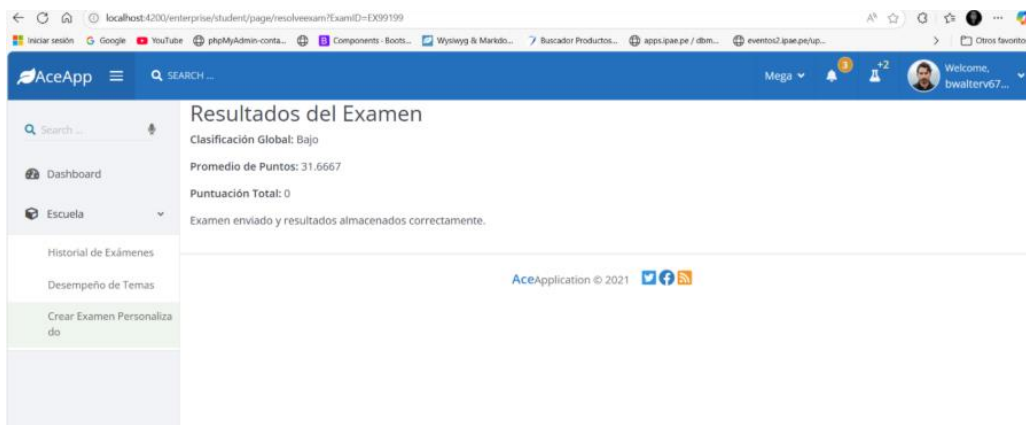 localhost:4200/enterprise/student/page/resolveexam?ExamID=EX99199
Iniciar sesión Google YouTube phpMyAdmin-conta... Components - Boots... Wysiwyg & Markdo... Buscador Productos... apps.ipae.pe / dbm... eventos2.ipae.pe/up... Otros favorito
AceApp SEARCH ... Mega 3 +2 Welcome,
bwalterv67...
Search ...
Dashboard
Escuela
Historial de Exámenes
Desempeño de Temas
Crear Examen Personaliza
do
Resultados del Examen
Clasificación Global: Bajo
Promedio de Puntos: 31.6667
Puntuación Total: 0
Examen enviado y resultados almacenados correctamente.
AceApplication © 2021